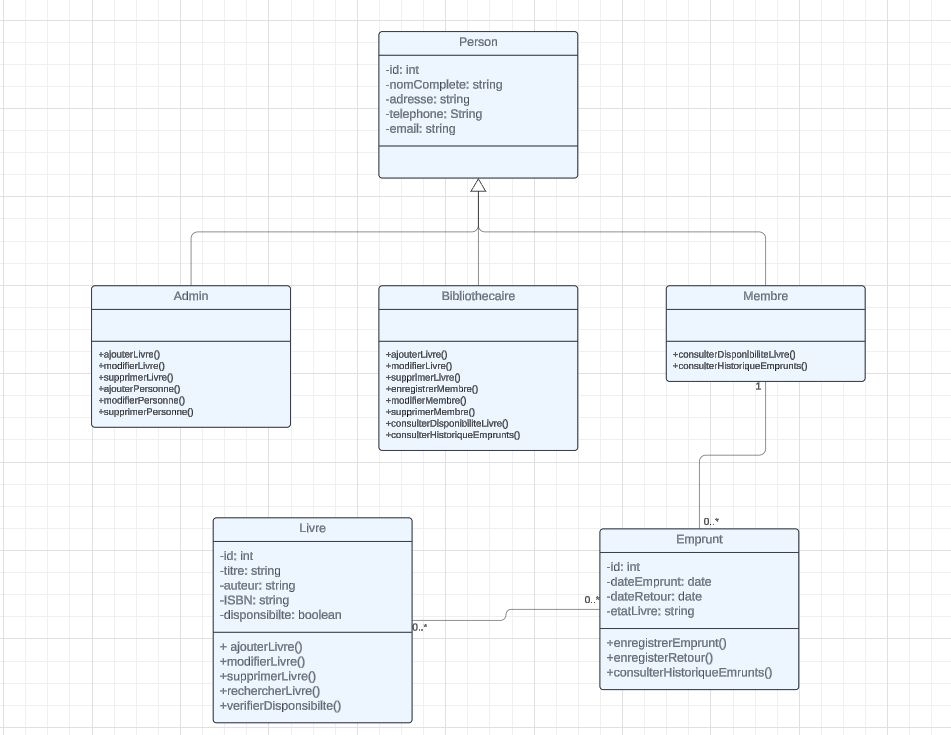 Person
-id: int
-nomComplete: string
-adresse: string
-telephone: String
-email: string
Admin
+ajouterLivre()
+modifierLivre()
+supprimerLivre()
+ajouterPersonne()
+modifierPersonne()
+supprimerPersonne()
Bibliothecaire
+ajouterLivre()
+modifierLivre()
+supprimerLivre()
+enregistrerMembre()
+modifierMembre()
+supprimerMembre()
+consulterDisponibiliteLivre()
+consulterHistoriqueEmprunts()
Membre
+consulterDisponibiliteLivre()
+consulterHistoriqueEmprunts()
1
0..*
Livre
-id: int
-titre: string
-auteur: string
-ISBN: string
-disponsibilte: boolean
+ ajouterLivre()
+modifierLivre()
+supprimerLivre()
+rechercherLivre()
+verifierDisponsibilte()
0..*
0..*
Emprunt
-id: int
-dateEmprunt: date
-dateRetour: date
-etatLivre: string
+enregistrerEmprunt()
+enregisterRetour()
+consulterHistoriqueEmrunts()